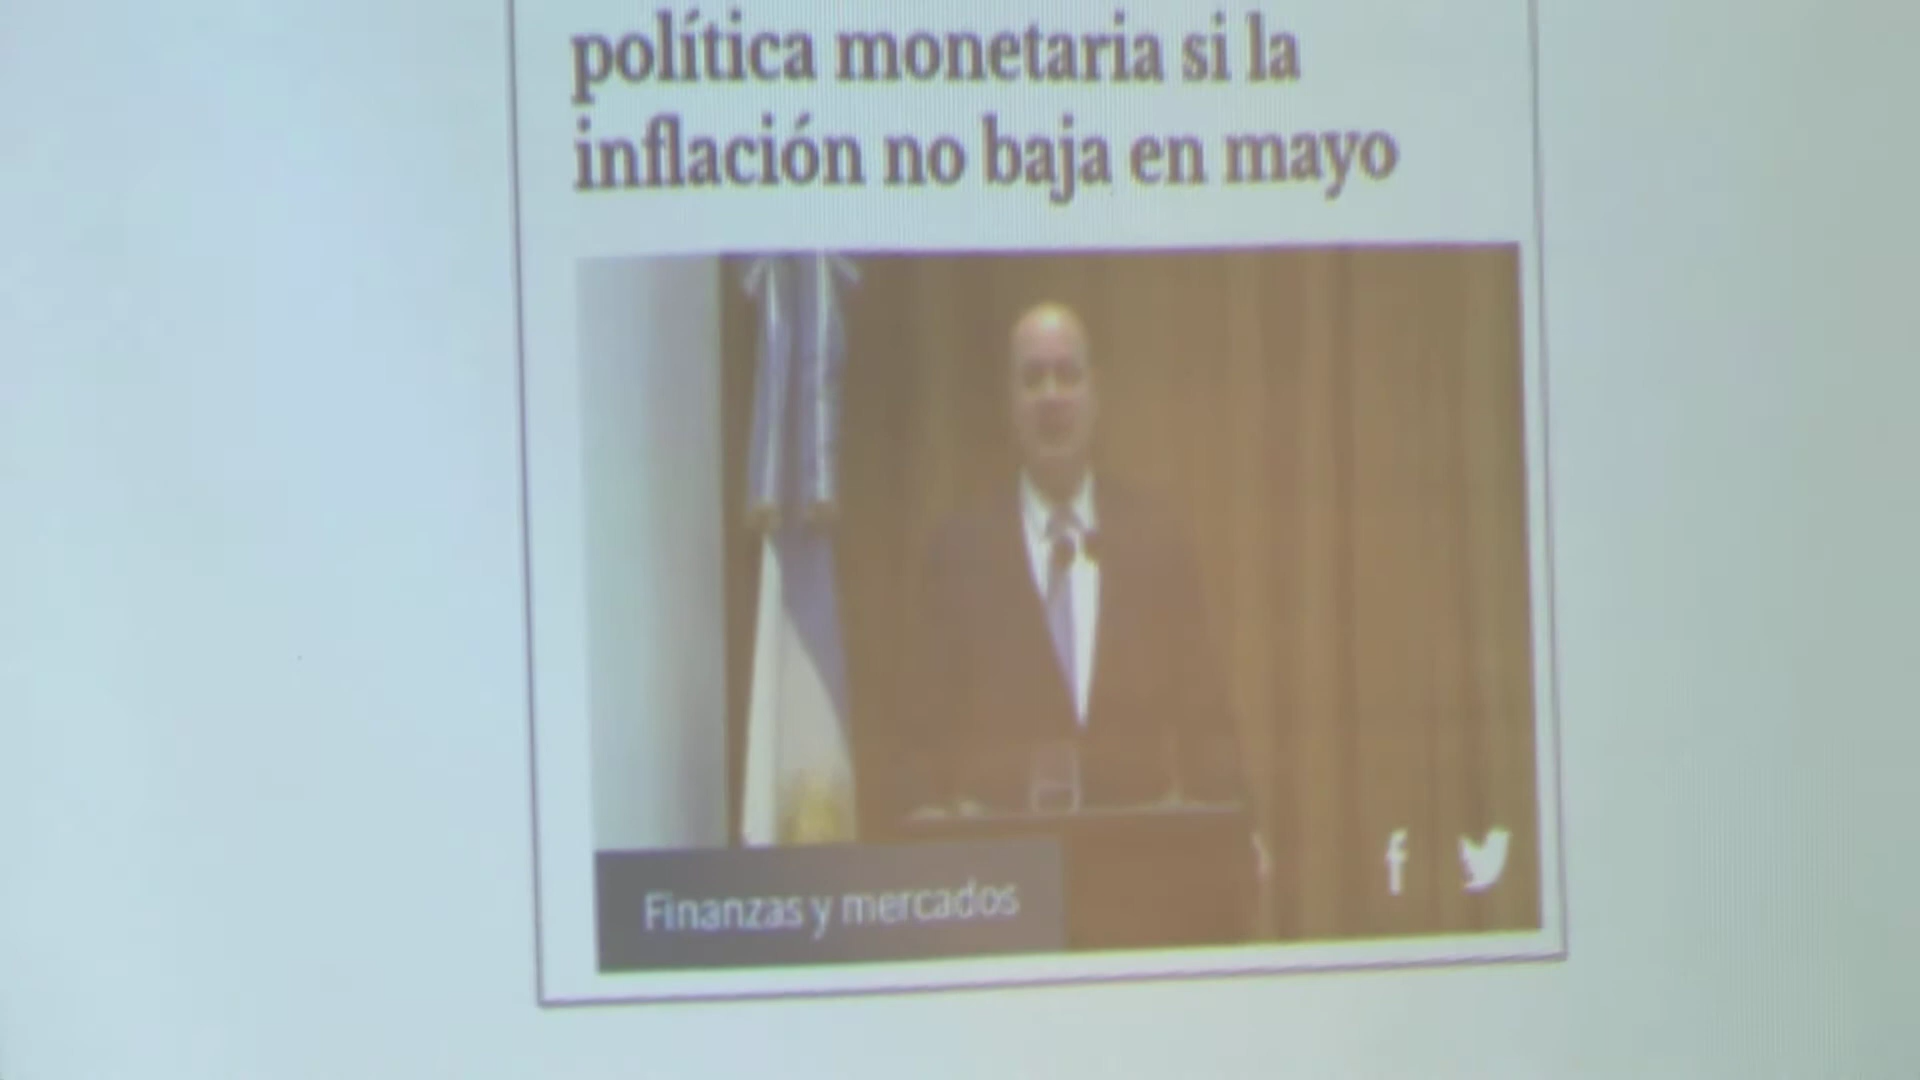 política monetaria si la
inflación no baja en mayo
Finanzas y mercados